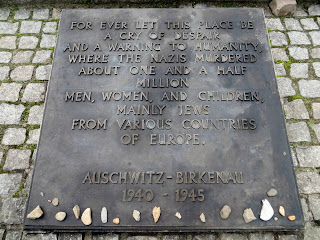 FOR EVER LET THIS PLACE BE
A CRY OF DESPAIR
AND A WARNING TO HUMANITY,
WHERE THE NAZIS MURDERED
ABOUT ONE AND A HALF
MILLION
MEN, WOMEN, AND CHILDREN,
MAINLY JEWS
FROM VARIOUS COUNTRIES
OF EUROPE.
AUSCHWITZ-BIRKENAU
1940 - 1945